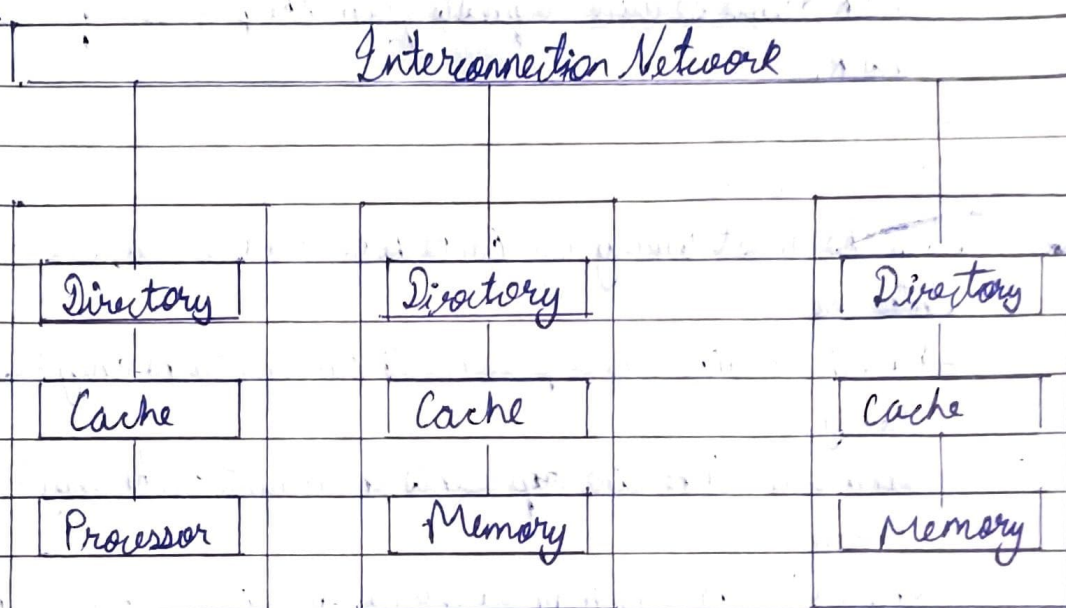 Interconnection Network
Directory Directory Directory
Cache Cache Cache
Processor Memory Memory